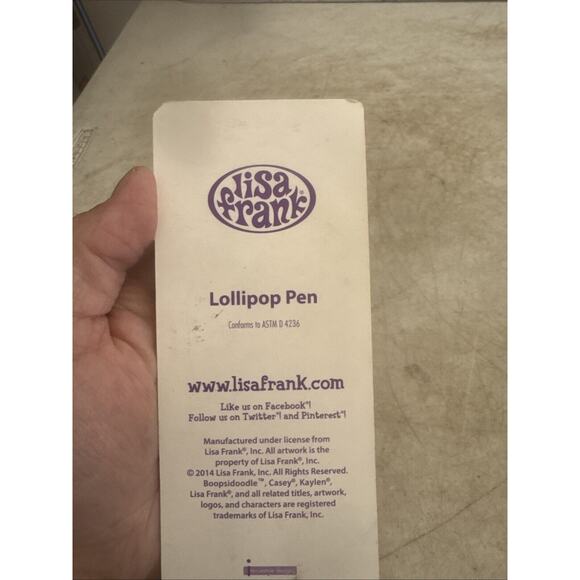 lisa
frank®
Lollipop Pen
Conforms to ASTM D 4236
www.lisafrank.com
Like us on Facebook™!
Follow us on Twitter™! and Pinterest™!
Manufactured under license from
Lisa Frank®, Inc. All artwork is the
property of Lisa Frank®, Inc.
© 2014 Lisa Frank, Inc. All Rights Reserved.
Boopsidoodle™, Casey®, Kaylen®,
Lisa Frank®, and all related titles, artwork,
logos, and characters are registered
trademarks of Lisa Frank, Inc.